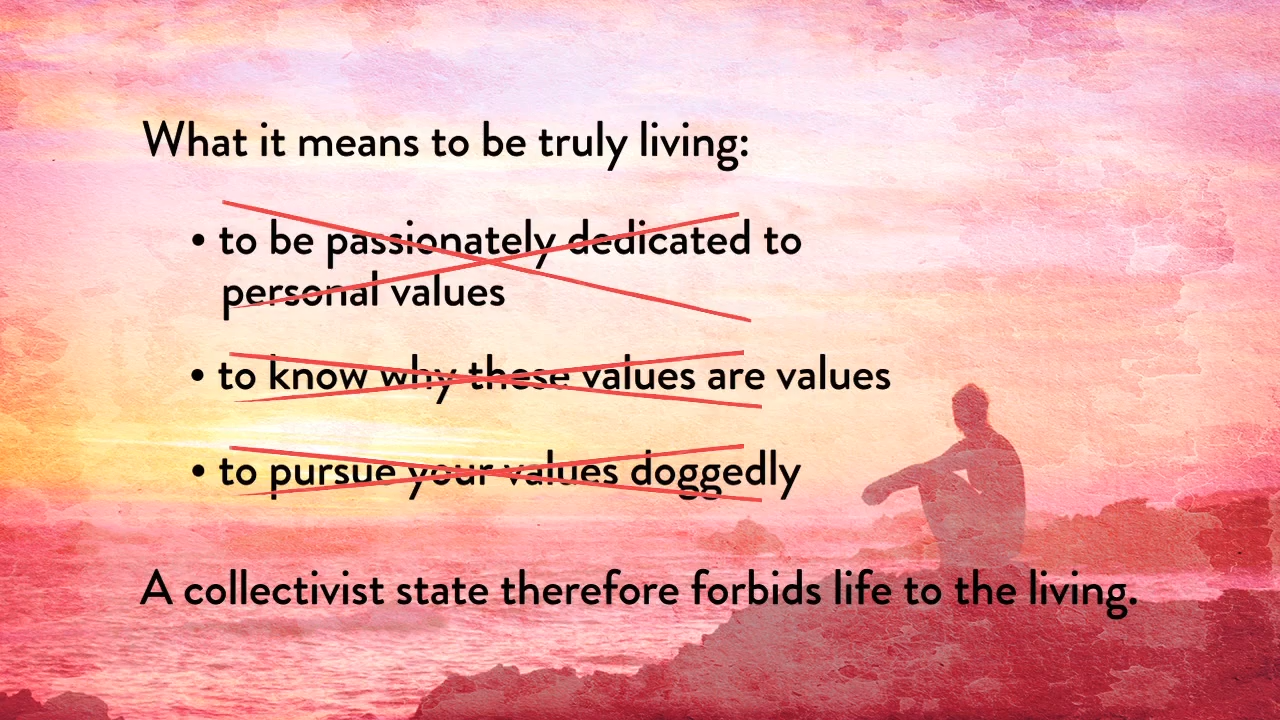 What it means to be truly living:
• to be passionately dedicated to
personal values
• to know why these values are values
• to pursue your values doggedly
A collectivist state therefore forbids life to the living.